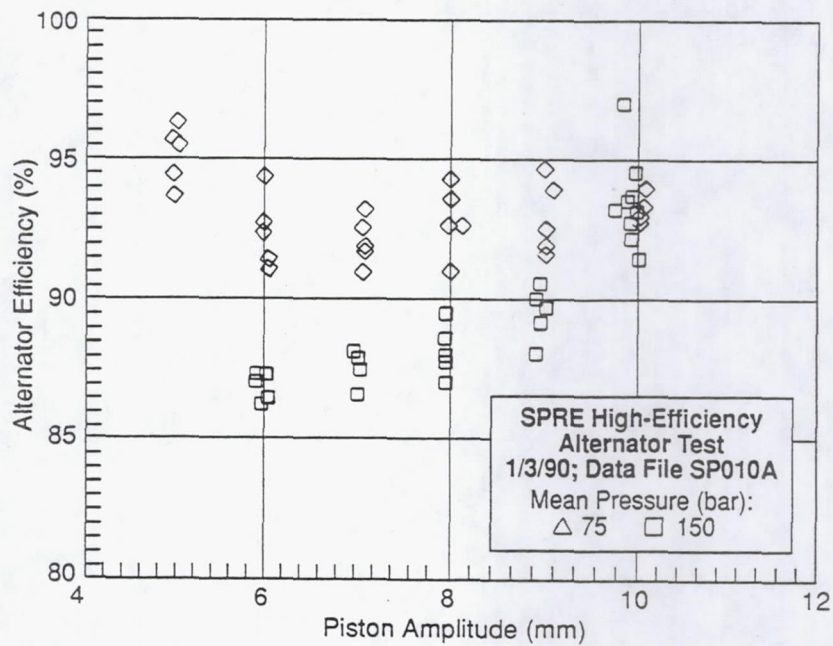 100
95
90
85
80
Alternator Efficiency (%)
4
6
8
10
12
Piston Amplitude (mm)
SPRE High-Efficiency
Alternator Test
1/3/90; Data File SP010A
Mean Pressure (bar):
75 150